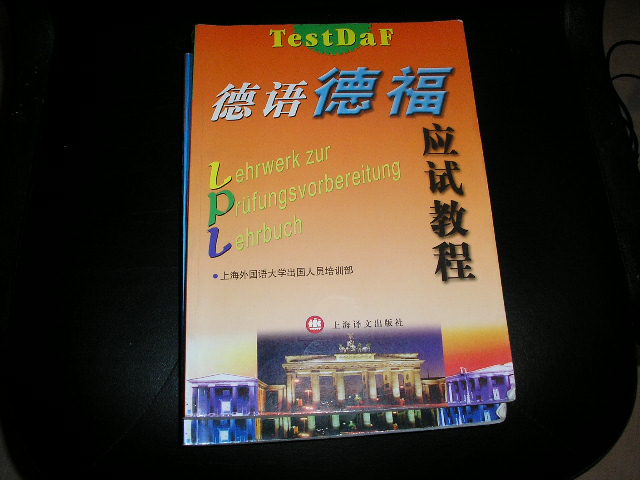 TestDaF
德语德福
应试教程
Lehrwerk zur
Prüfungsvorbereitung
Lehrbuch
•上海外国语大学出国人员培训部
上海译文出版社